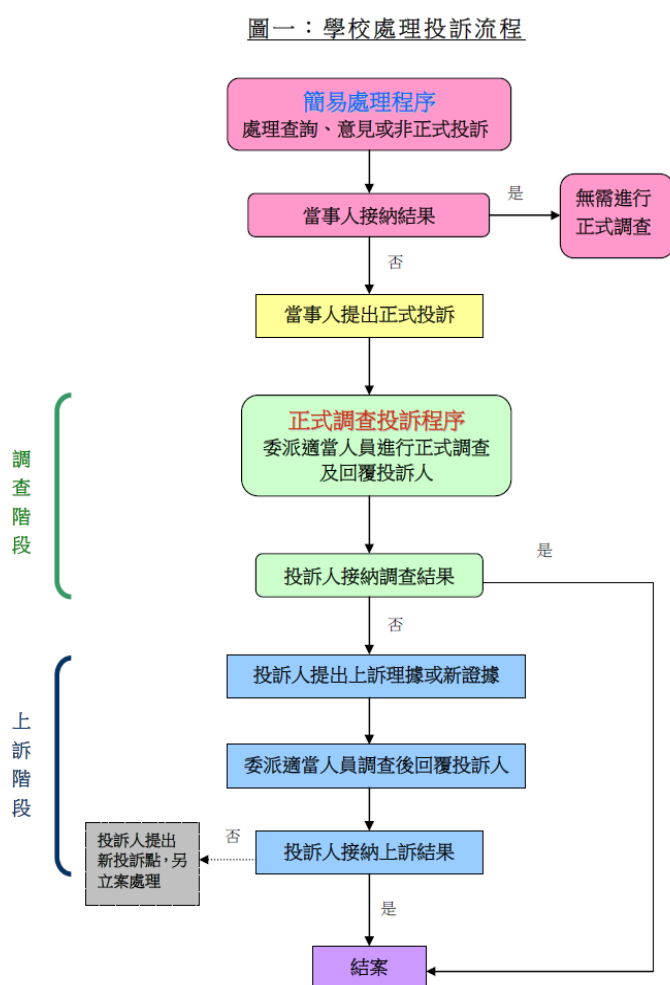 圖一：學校處理投訴流程
簡易處理程序
處理查詢、意見或非正式投訴
當事人接納結果
是
無需進行
正式調查
否
當事人提出正式投訴
調查階段
正式調查投訴程序
委派適當人員進行正式調查
及回覆投訴人
投訴人接納調查結果
是
否
上訴階段
投訴人提出上訴理據或新證據
委派適當人員調查後回覆投訴人
投訴人接納上訴結果
否
投訴人提出
新投訴點，另
立案處理
是
結案